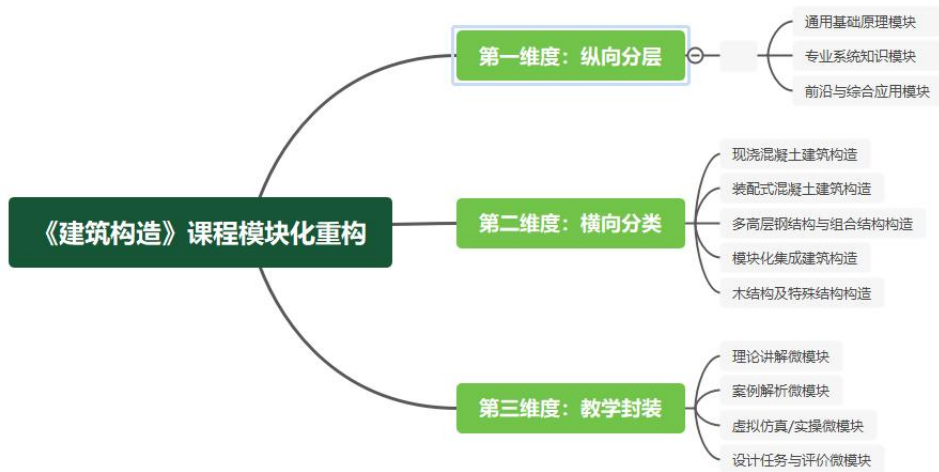 《建筑构造》课程模块化重构
第一维度：纵向分层
通用基础原理模块
专业系统知识模块
前沿与综合应用模块
第二维度：横向分类
现浇混凝土建筑构造
装配式混凝土建筑构造
多高层钢结构与组合结构构造
模块化集成建筑构造
木结构及特殊结构构造
第三维度：教学封装
理论讲解微模块
案例解析微模块
虚拟仿真/实操微模块
设计任务与评价微模块